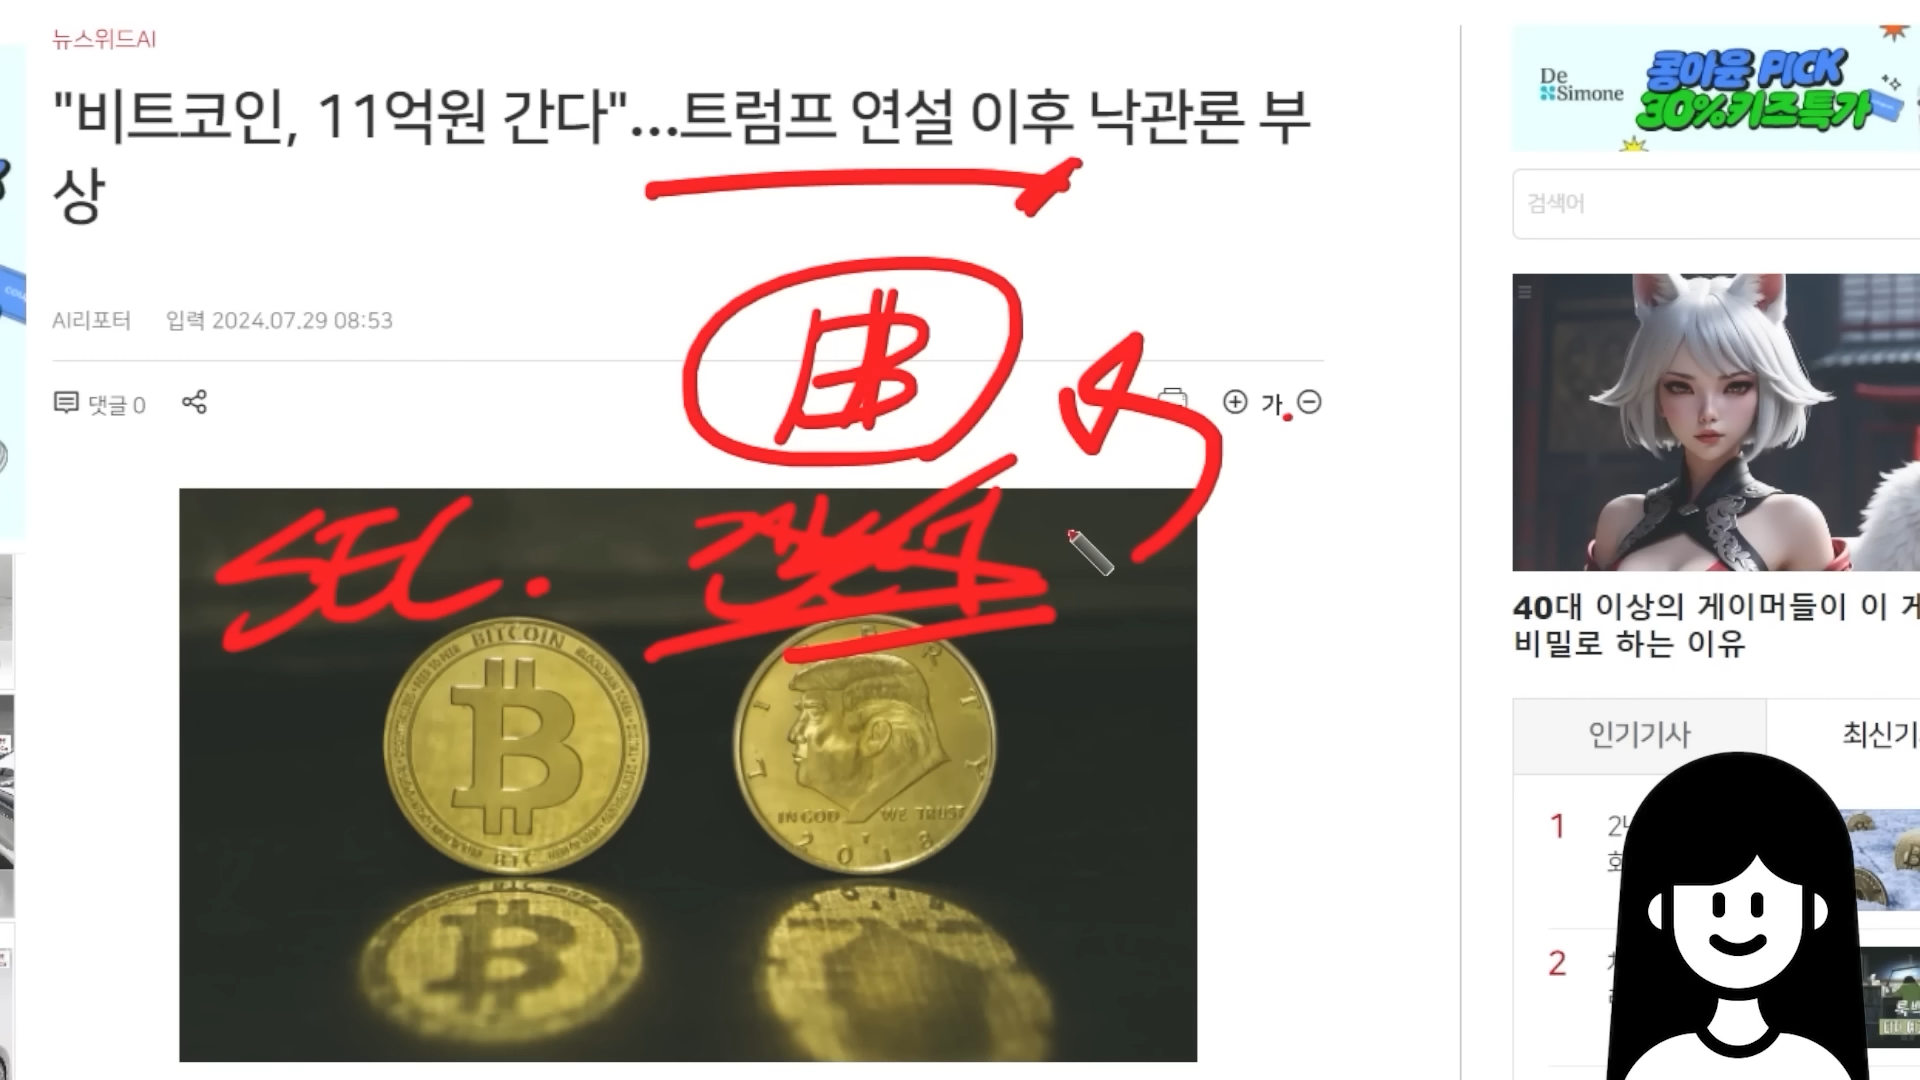 뉴스위드AI
"비트코인, 11억원 간다"...트럼프 연설 이후 낙관론 부
상
AI리포터 입력 2024.07.29 08:53
댓글 0
가
SEC.
BITCOIN
BTC
LIBERTY
IN GOD WE TRUST
2018
De Simone
콩아윤 PICK
30%키즈특가
검색어
40대 이상의 게이머들이 이 게
비밀로 하는 이유
인기기사
최신기
1
2